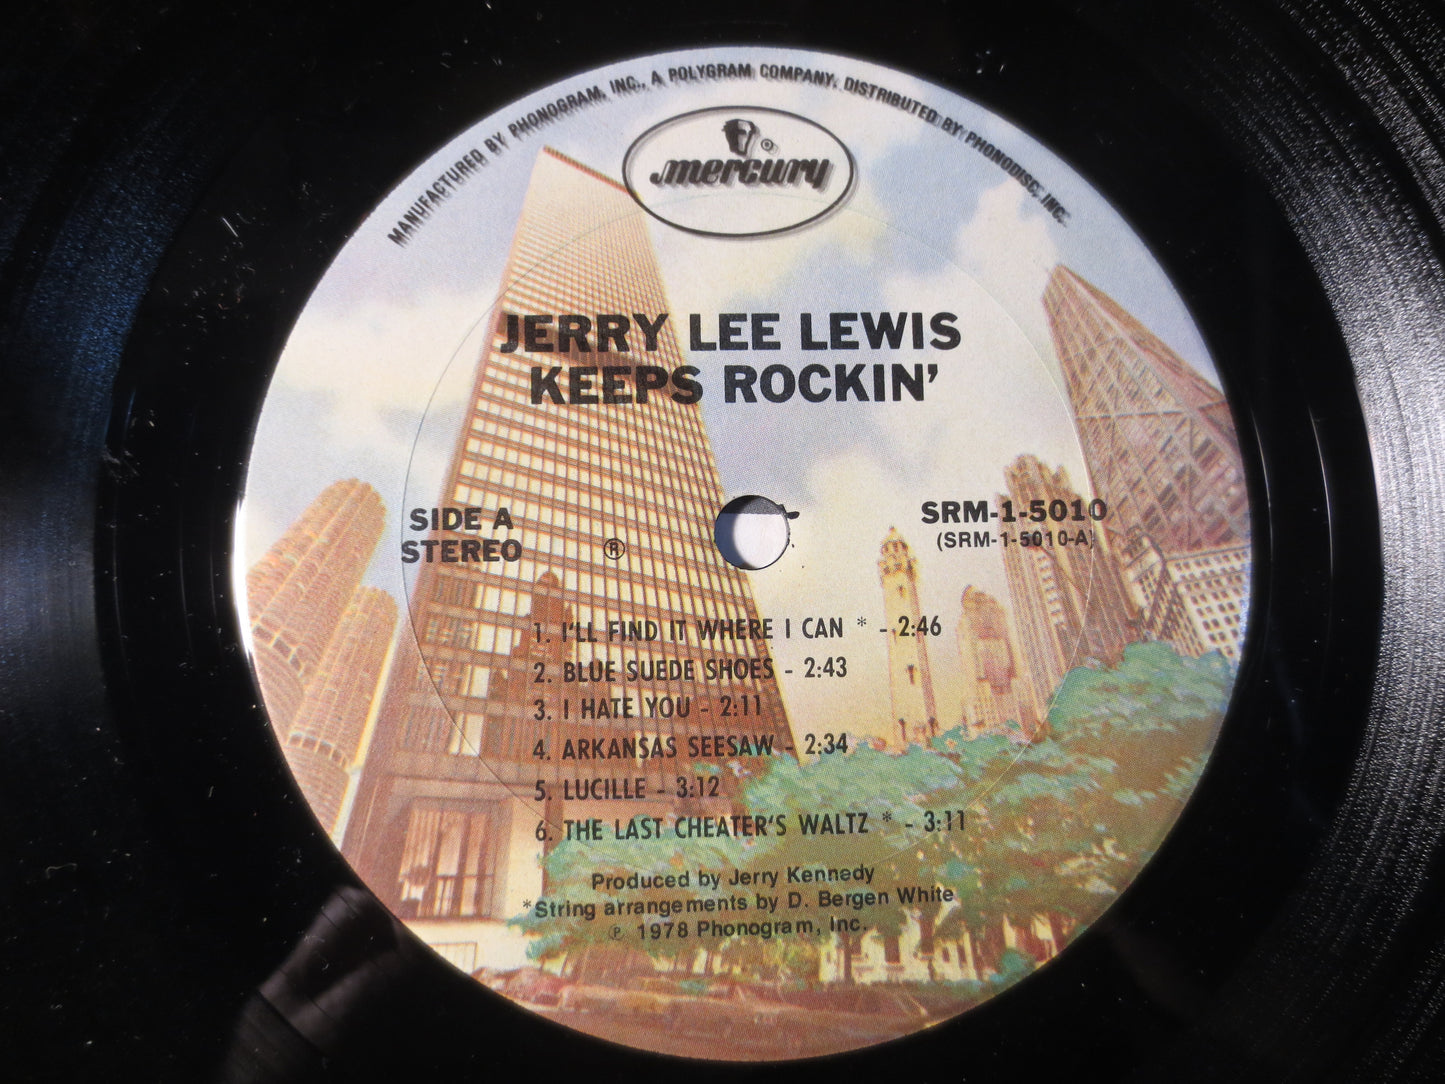 MANUFACTURED BY PHONOGRAM, INC., A POLYGRAM COMPANY, DISTRIBUTED BY PHONODISC, INC.
®
mercury
JERRY LEE LEWIS
KEEPS ROCKIN'
SIDE A
STEREO
®
SRM-1-5010
(SRM-1-5010-A)
1. I'LL FIND IT WHERE I CAN * - 2:46
2. BLUE SUEDE SHOES - 2:43
3. I HATE YOU - 2:11
4. ARKANSAS SEESAW - 2:34
5. LUCILLE - 3:12
6. THE LAST CHEATER'S WALTZ * - 3:11
Produced by Jerry Kennedy
*String arrangements by D. Bergen White
℗ 1978 Phonogram, Inc.